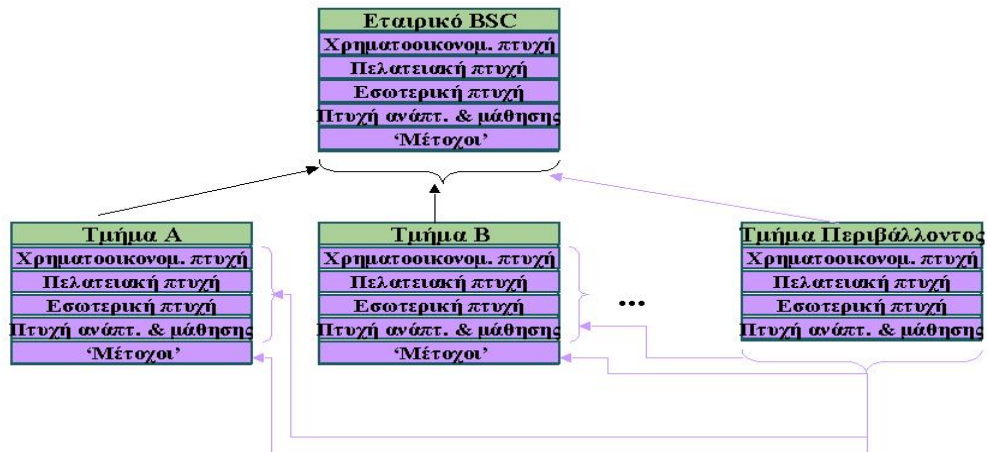 Εταιρικό BSC
Χρηματοοικονομ. πτυχή
Πελατειακή πτυχή
Εσωτερική πτυχή
Πτυχή ανάπτ. & μάθησης
‘Μέτοχοι’
Τμήμα Α
Χρηματοοικονομ. πτυχή
Πελατειακή πτυχή
Εσωτερική πτυχή
Πτυχή ανάπτ. & μάθησης
‘Μέτοχοι’
Τμήμα Β
Χρηματοοικονομ. πτυχή
Πελατειακή πτυχή
Εσωτερική πτυχή
Πτυχή ανάπτ. & μάθησης
‘Μέτοχοι’
...
Τμήμα Περιβάλλοντος
Χρηματοοικονομ. πτυχή
Πελατειακή πτυχή
Εσωτερική πτυχή
Πτυχή ανάπτ. & μάθησης